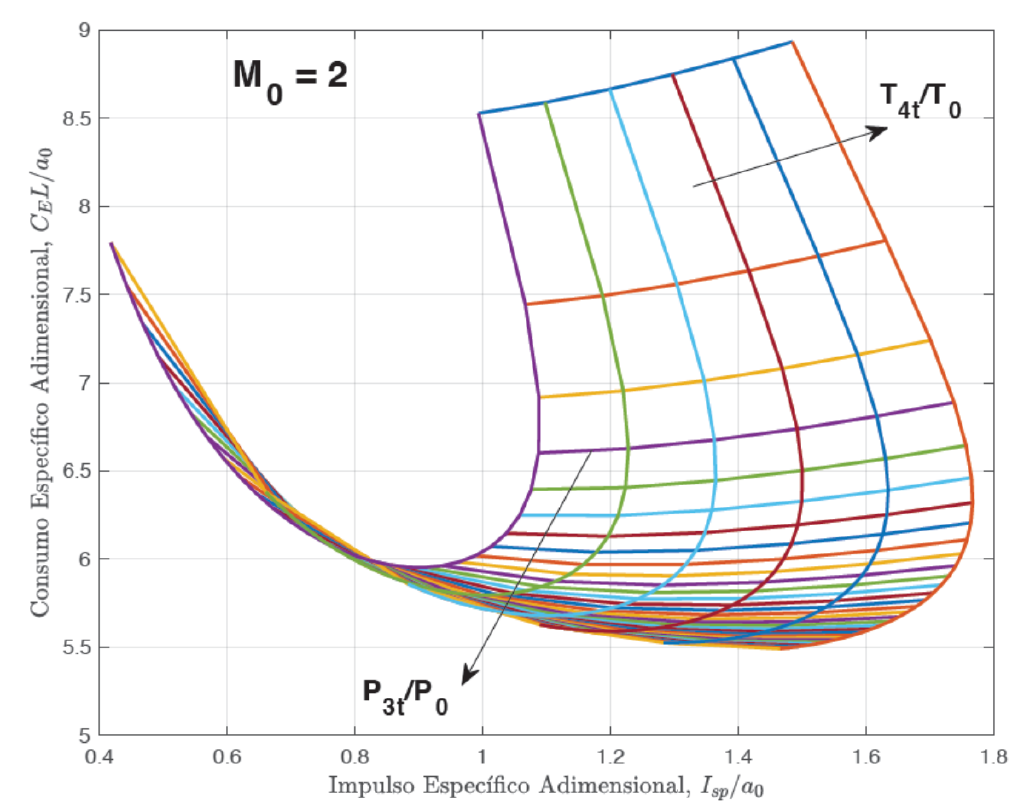 9
8.5
8
7.5
7
6.5
6
5.5
5
0.4 0.6 0.8 1 1.2 1.4 1.6 1.8
M0 = 2
T4t/T0
P3t/P0
Consumo Específico Adimensional, CEL/a0
Impulso Específico Adimensional, Isp/a0